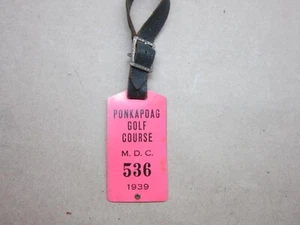 PONKAPOAG
GOLF
COURSE
M. D. C.
536
1939